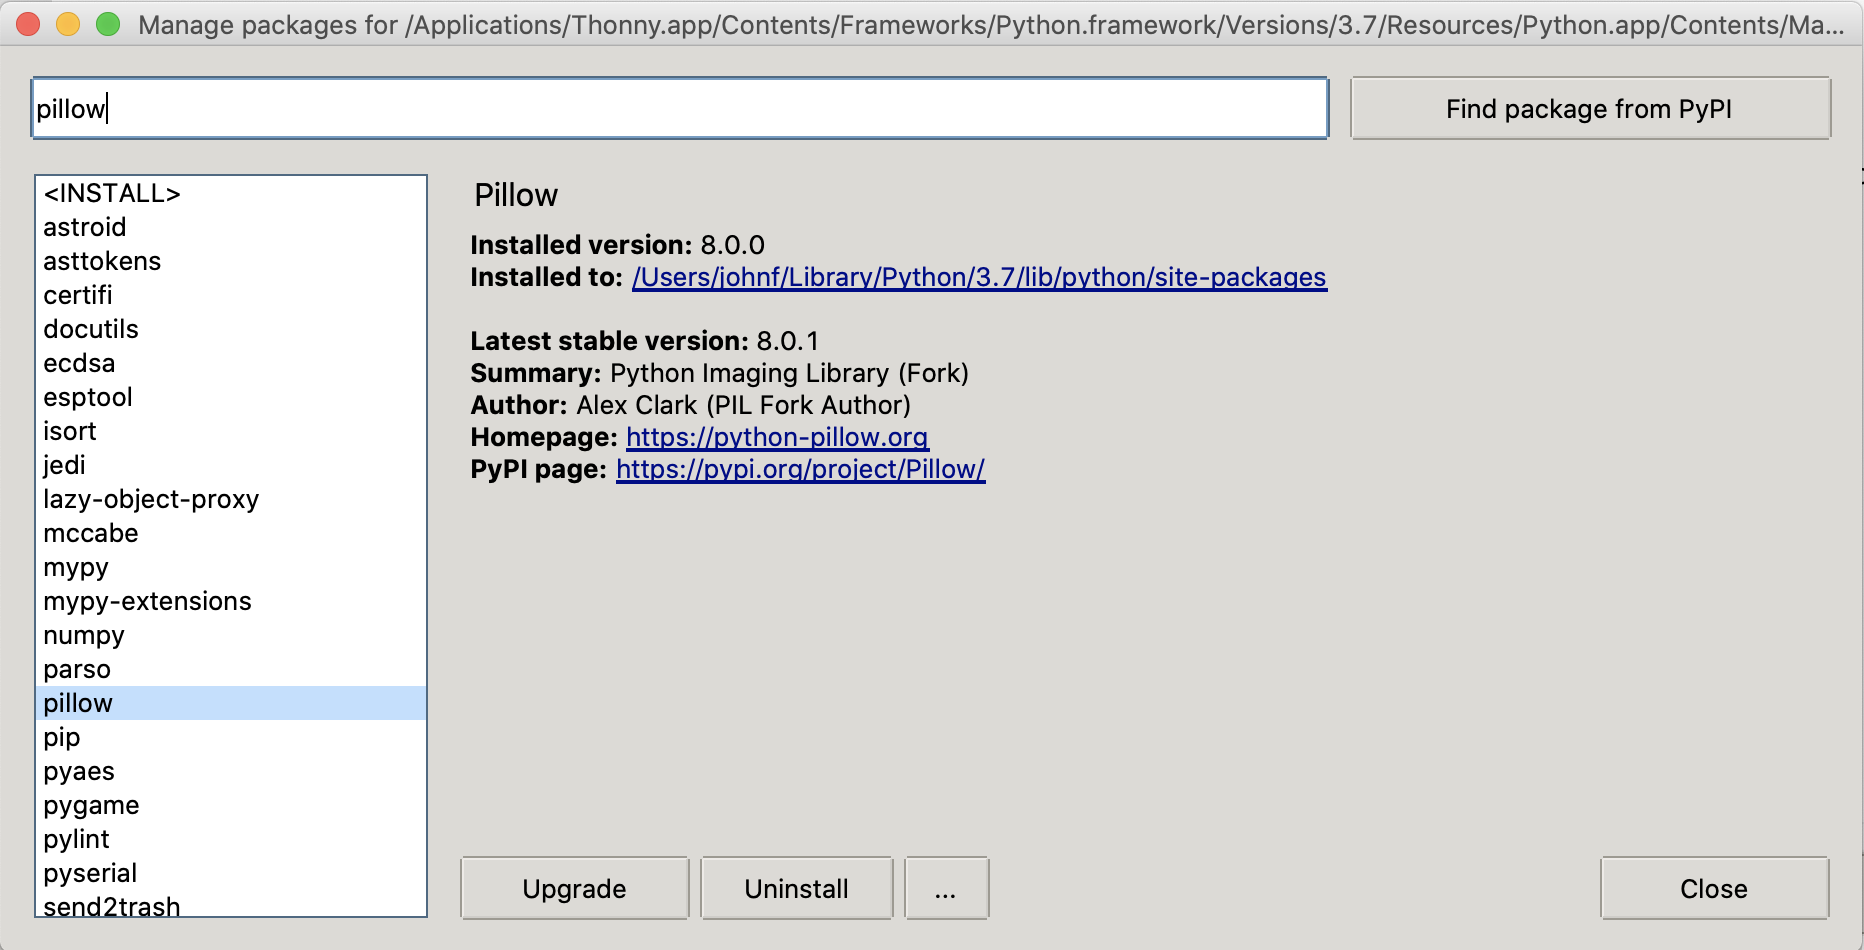 Manage packages for /Applications/Thonny.app/Contents/Frameworks/Python.framework/Versions/3.7/Resources/Python.app/Contents/Ma...
pillow
Find package from PyPI
<INSTALL>
astroid
asttokens
certifi
docutils
ecdsa
esptool
isort
jedi
lazy-object-proxy
mccabe
mypy
mypy-extensions
numpy
parso
pillow
pip
pyaes
pygame
pylint
pyserial
send2trash
Pillow
Installed version: 8.0.0
Installed to: /Users/johnf/Library/Python/3.7/lib/python/site-packages
Latest stable version: 8.0.1
Summary: Python Imaging Library (Fork)
Author: Alex Clark (PIL Fork Author)
Homepage: https://python-pillow.org
PyPI page: https://pypi.org/project/Pillow/
Upgrade
Uninstall
...
Close